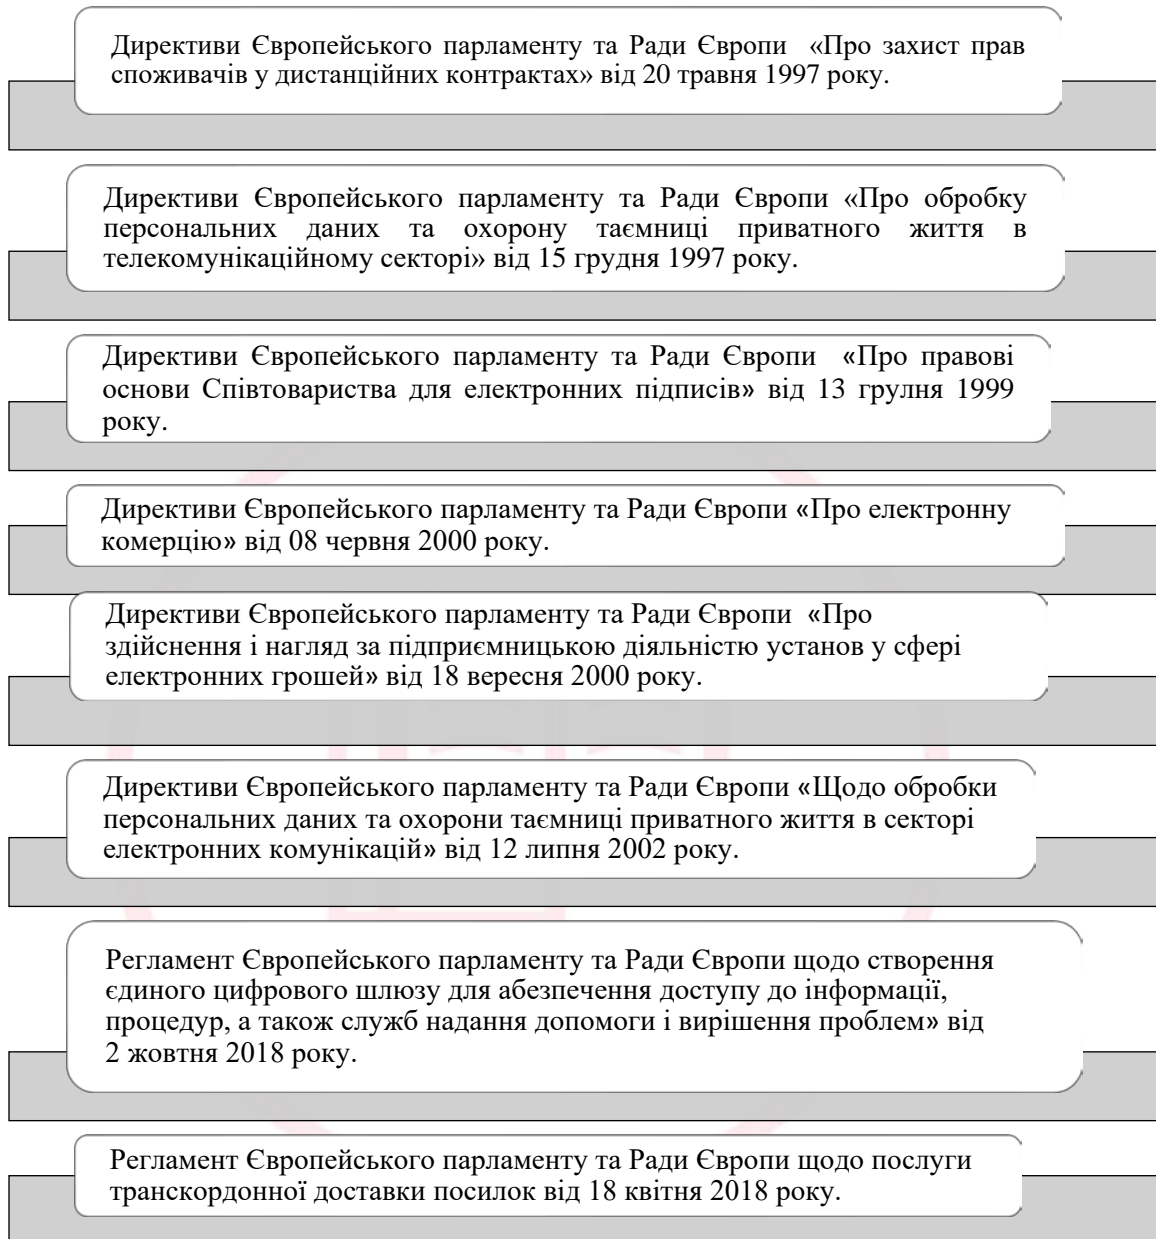 Директиви Європейського парламенту та Ради Європи «Про захист прав
споживачів у дистанційних контрактах» від 20 травня 1997 року.
Директиви Європейського парламенту та Ради Європи «Про обробку
персональних даних та охорону таємниці приватного життя в
телекомунікаційному секторі» від 15 грудня 1997 року.
Директиви Європейського парламенту та Ради Європи «Про правові
основи Співтовариства для електронних підписів» від 13 грулня 1999
року.
Директиви Європейського парламенту та Ради Європи «Про електронну
комерцію» від 08 червня 2000 року.
Директиви Європейського парламенту та Ради Європи «Про
здійснення і нагляд за підприємницькою діяльністю установ у сфері
електронних грошей» від 18 вересня 2000 року.
Директиви Європейського парламенту та Ради Європи «Щодо обробки
персональних даних та охорони таємниці приватного життя в секторі
електронних комунікацій» від 12 липня 2002 року.
Регламент Європейського парламенту та Ради Європи щодо створення
єдиного цифрового шлюзу для абезпечення доступу до інформації,
процедур, а також служб надання допомоги і вирішення проблем» від
2 жовтня 2018 року.
Регламент Європейського парламенту та Ради Європи щодо послуги
транскордонної доставки посилок від 18 квітня 2018 року.